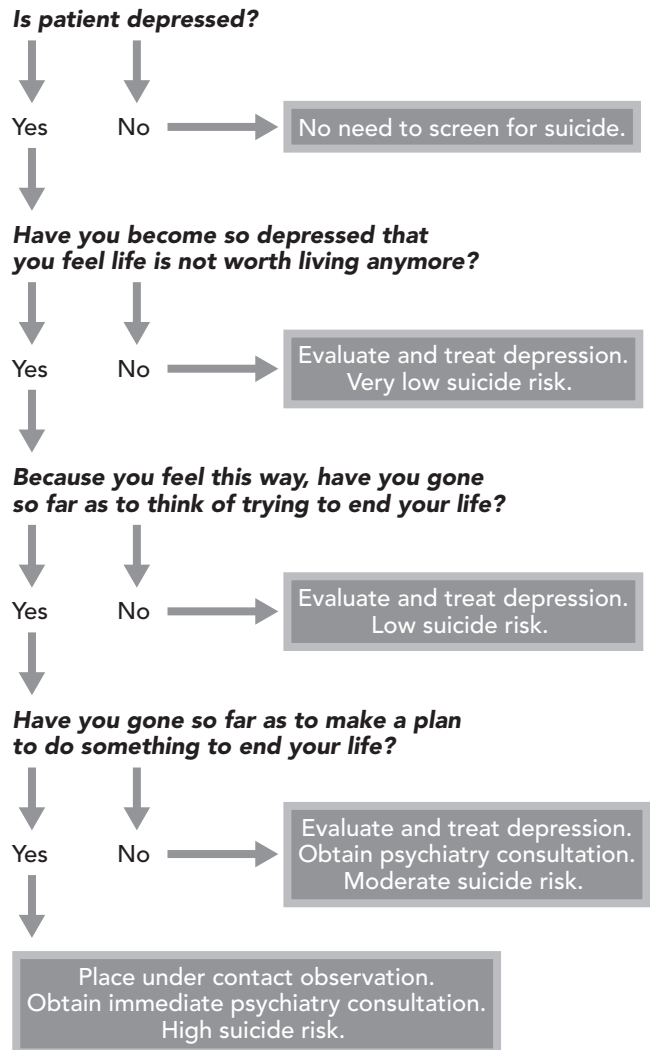 Is patient depressed?
Yes No No need to screen for suicide.
Have you become so depressed that
you feel life is not worth living anymore?
Yes No
Evaluate and treat depression.
Very low suicide risk.
Because you feel this way, have you gone
so far as to think of trying to end your life?
Yes No
Evaluate and treat depression.
Low suicide risk.
Have you gone so far as to make a plan
to do something to end your life?
Yes No
Evaluate and treat depression.
Obtain psychiatry consultation.
Moderate suicide risk.
Place under contact observation.
Obtain immediate psychiatry consultation.
High suicide risk.